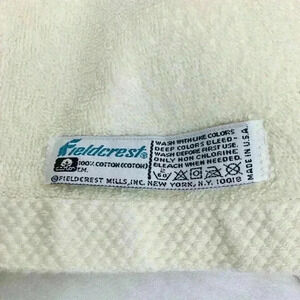 Fieldcrest®
100% COTTON (COTON)
T.M.
©FIELDCREST MILLS, INC. NEW YORK, N.Y. 10018
WASH WITH LIKE COLORS
DEEP COLORS BLEED-
WASH BEFORE FIRST USE.
ONLY NON CHLORINE
BLEACH WHEN NEEDED.
MADE IN U.S.A.